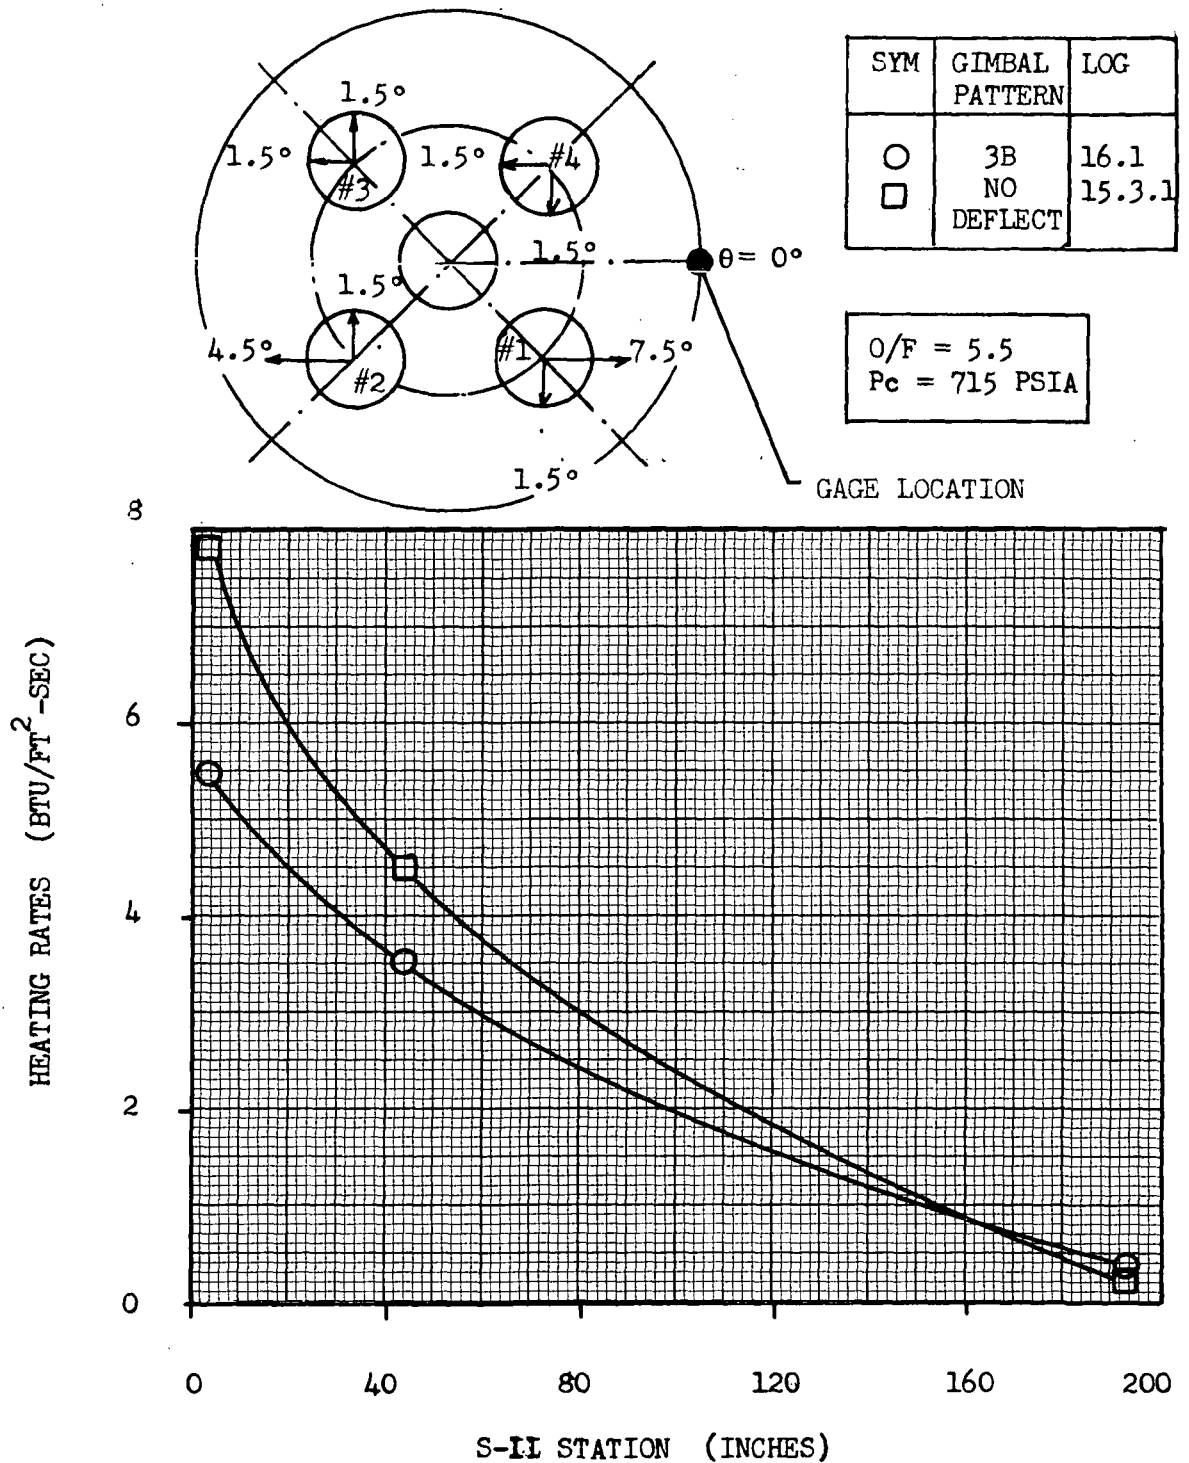 1.5°
1.5°
#3
1.5°
#4
1.5°
θ = 0°
1.5°
4.5°
#2
#1
7.5°
1.5°
GAGE LOCATION
SYM GIMBAL LOG
PATTERN
3B 16.1
NO 15.3.1
DEFLECT
O/F = 5.5
Pc = 715 PSIA
HEATING RATES (BTU/FT²-SEC)
8
6
4
2
0
0 40 80 120 160 200
S-II STATION (INCHES)